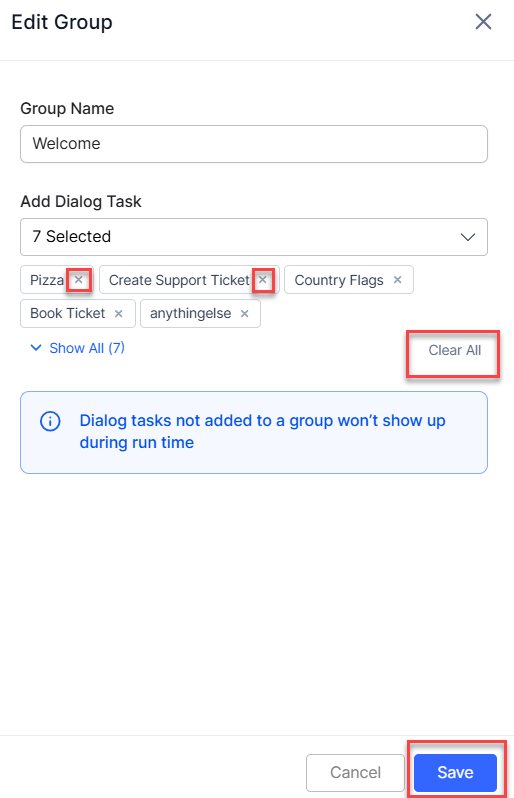 Edit Group
Group Name
Welcome
Add Dialog Task
7 Selected
Pizza × Create Support Ticket × Country Flags ×
Book Ticket × anythingelse ×
Show All (7) Clear All
Dialog tasks not added to a group won’t show up
during run time
Cancel Save